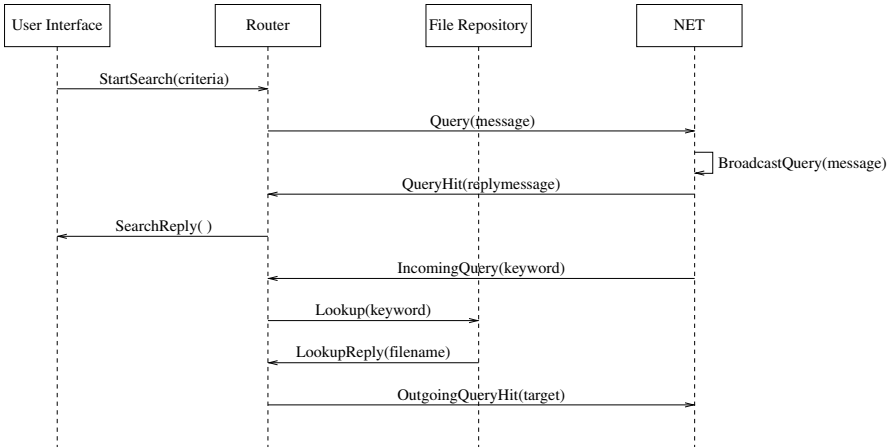 User Interface
Router
File Repository
NET
StartSearch(criteria)
Query(message)
BroadcastQuery(message)
QueryHit(replymessage)
SearchReply( )
IncomingQuery(keyword)
Lookup(keyword)
LookupReply(filename)
OutgoingQueryHit(target)